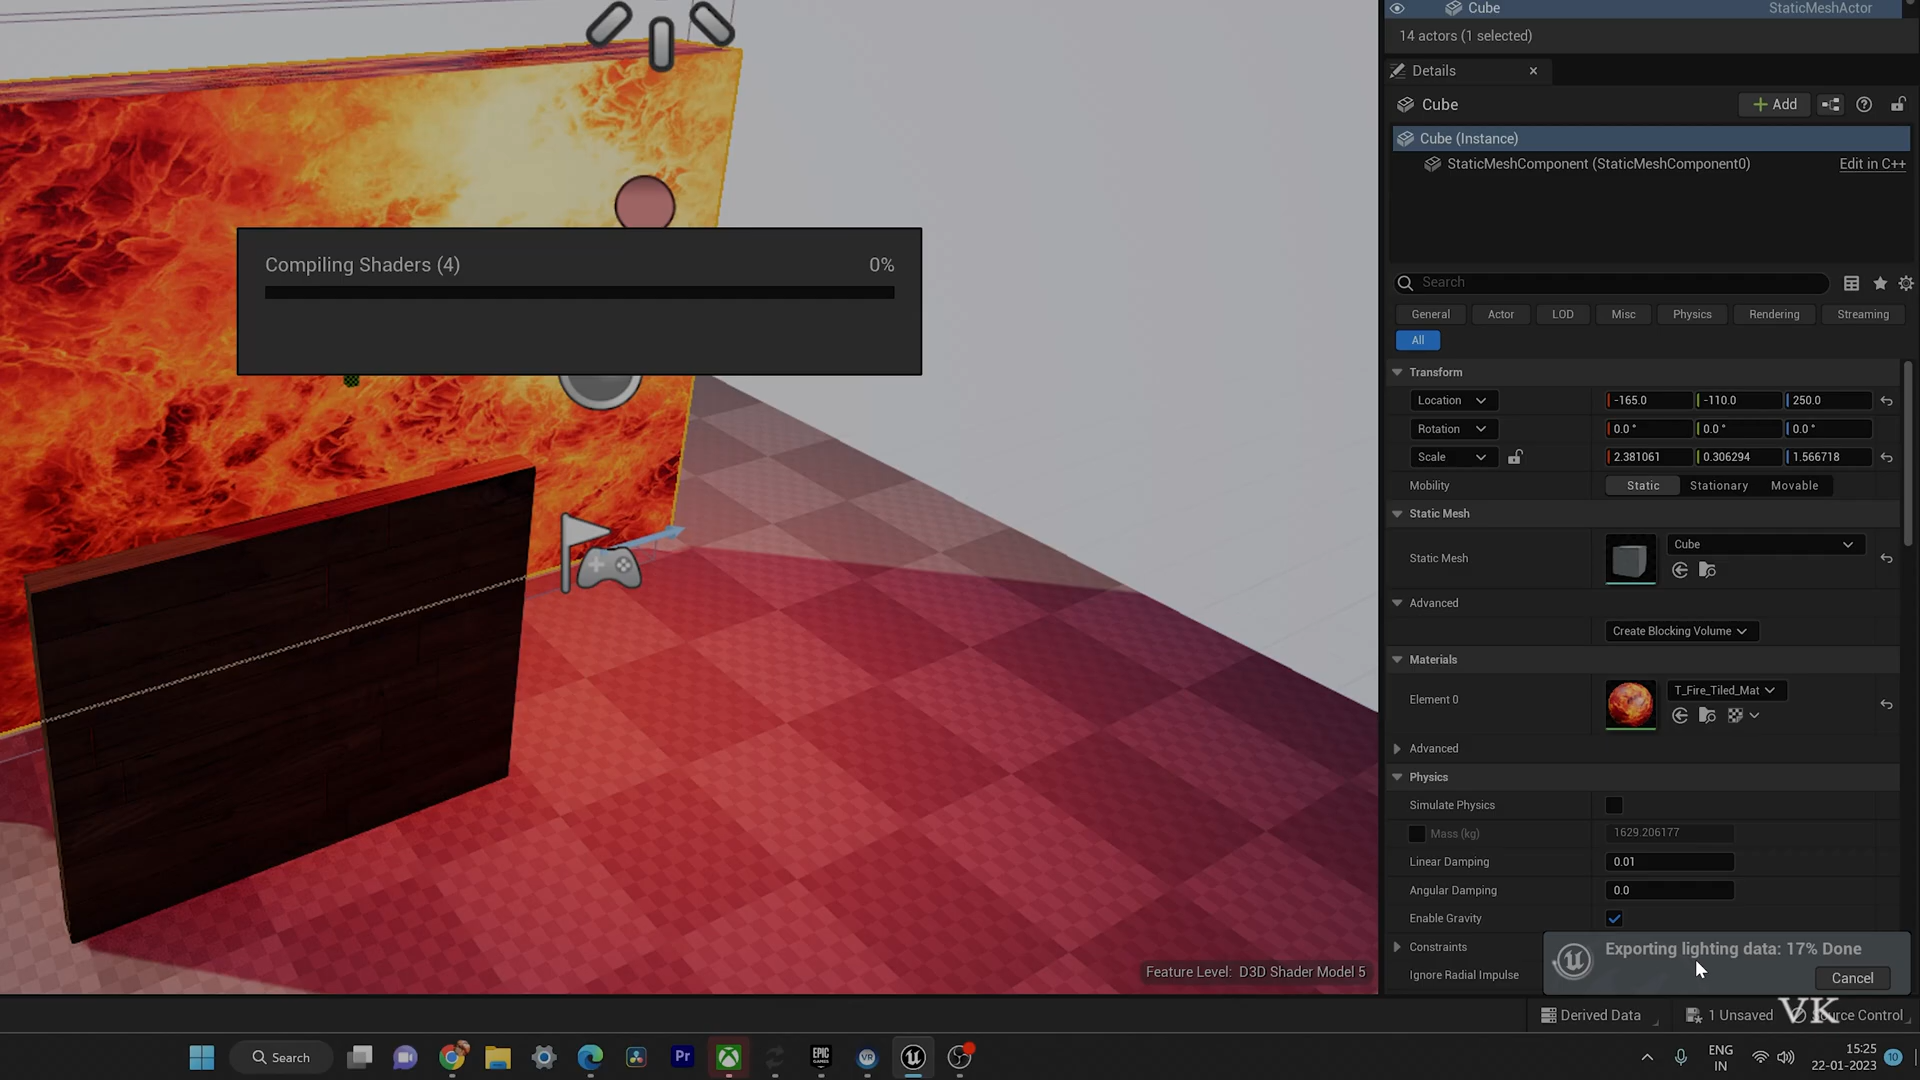 Cube StaticMeshActor
14 actors (1 selected)
Details
Cube Add
Cube (Instance)
StaticMeshComponent (StaticMeshComponent0) Edit in C++
Search
General Actor LOD Misc Physics Rendering Streaming
All
Transform
Location -165.0 -110.0 250.0
Rotation 0.0 ° 0.0 ° 0.0 °
Scale 2.381061 0.306294 1.566718
Mobility Static Stationary Movable
Static Mesh
Static Mesh Cube
Advanced
Create Blocking Volume
Materials
Element 0 T_Fire_Tiled_Mat
Advanced
Physics
Simulate Physics
Mass (kg) 1629.206177
Linear Damping 0.01
Angular Damping 0.0
Enable Gravity
Constraints
Ignore Radial Impulse
Exporting lighting data: 17% Done
Cancel
Compiling Shaders (4) 0%
Feature Level: D3D Shader Model 5
Derived Data 1 Unsaved Source Control
VK
Search
Pr
EPIC
GAMES
VR
ENG
IN
15:25
22-01-2023
10